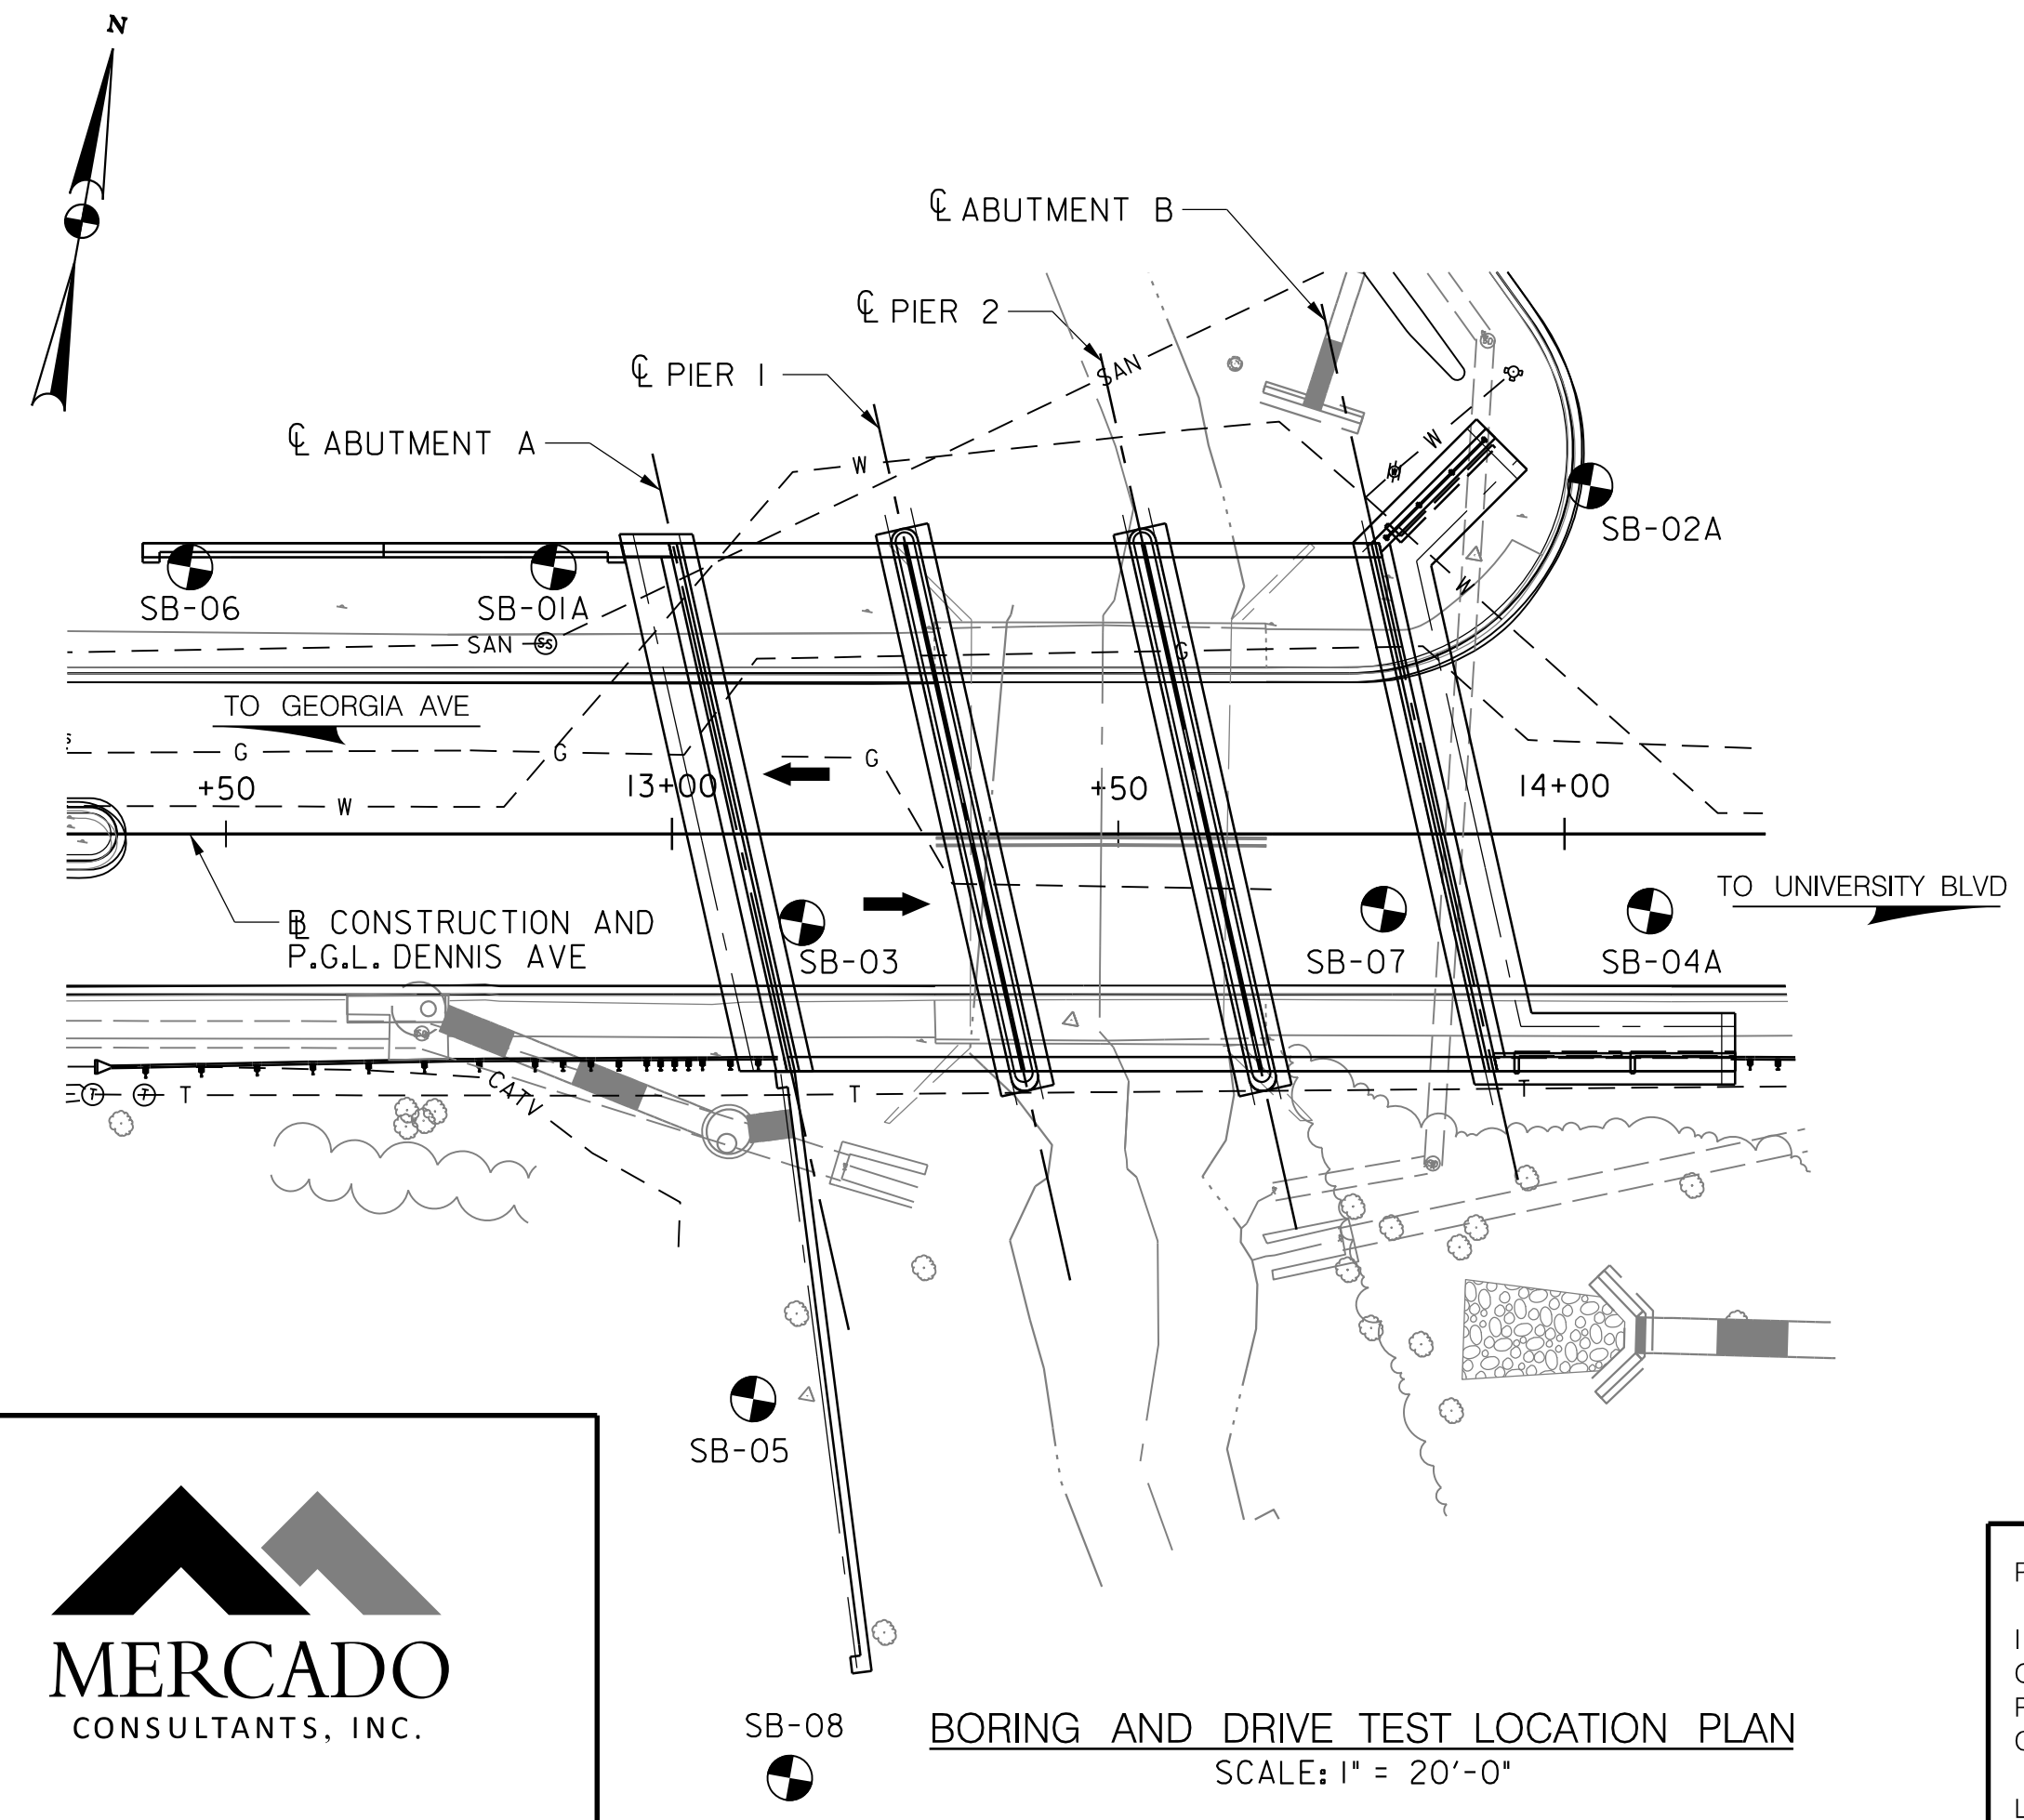 N
℄ ABUTMENT B
℄ PIER 2
℄ PIER 1
℄ ABUTMENT A
SAN
W
W
SB-02A
SB-06
SB-01A
W
SAN
SS
G
TO GEORGIA AVE
G
G
G
+50
13+00
+50
14+00
W
TO UNIVERSITY BLVD
B̵L CONSTRUCTION AND
P.G.L. DENNIS AVE
SB-03
SB-07
SB-04A
CATV
T
T
T
T
T
SB-05
MERCADO
CONSULTANTS, INC.
SB-08
BORING AND DRIVE TEST LOCATION PLAN
SCALE: 1" = 20'-0"